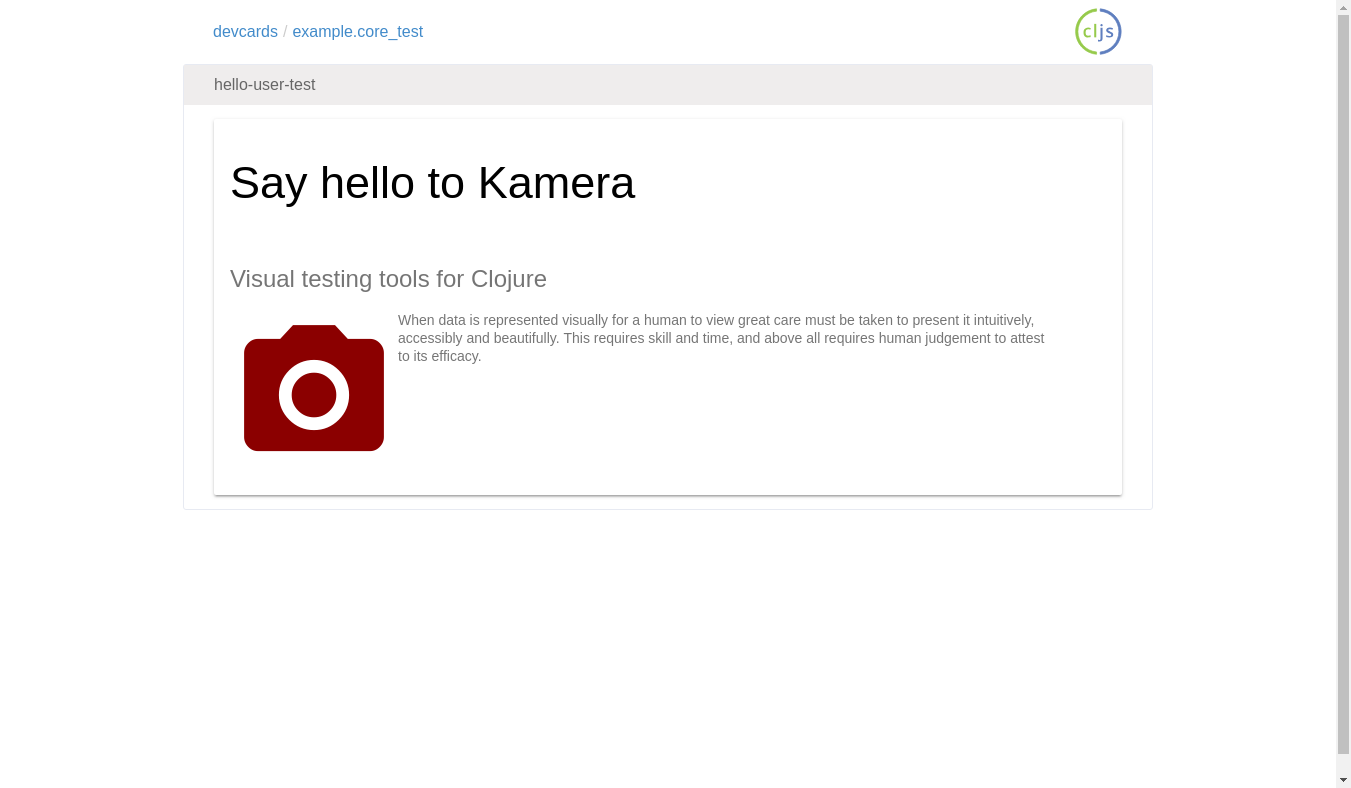 devcards / example.core_test
cljs
hello-user-test
Say hello to Kamera
Visual testing tools for Clojure
When data is represented visually for a human to view great care must be taken to present it intuitively,
accessibly and beautifully. This requires skill and time, and above all requires human judgement to attest
to its efficacy.